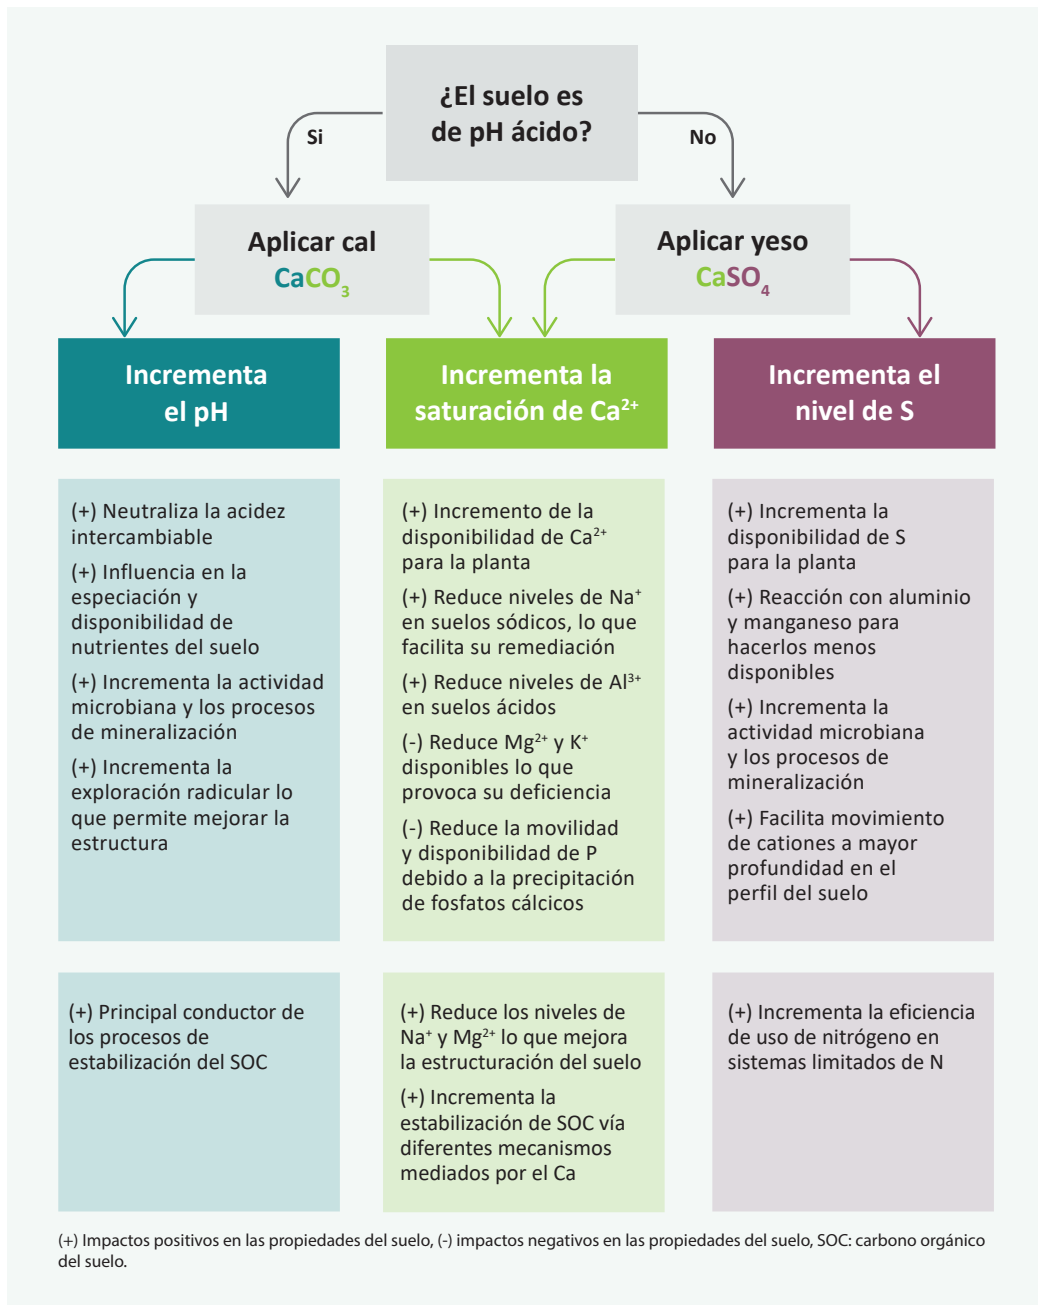 ¿El suelo es
de pH ácido?
Si
No
Aplicar cal
CaCO₃
Aplicar yeso
CaSO₄
Incrementa
el pH
Incrementa la
saturación de Ca²⁺
Incrementa el
nivel de S
(+) Neutraliza la acidez
intercambiable
(+) Influencia en la
especiación y
disponibilidad de
nutrientes del suelo
(+) Incrementa la actividad
microbiana y los procesos
de mineralización
(+) Incrementa la
exploración radicular lo
que permite mejorar la
estructura
(+) Incremento de la
disponibilidad de Ca²⁺
para la planta
(+) Reduce niveles de Na⁺
en suelos sódicos, lo que
facilita su remediación
(+) Reduce niveles de Al³⁺
en suelos ácidos
(-) Reduce Mg²⁺ y K⁺
disponibles lo que
provoca su deficiencia
(-) Reduce la movilidad
y disponibilidad de P
debido a la precipitación
de fosfatos cálcicos
(+) Incrementa la
disponibilidad de S
para la planta
(+) Reacción con aluminio
y manganeso para
hacerlos menos
disponibles
(+) Incrementa la
actividad microbiana
y los procesos de
mineralización
(+) Facilita movimiento
de cationes a mayor
profundidad en el
perfil del suelo
(+) Principal conductor de
los procesos de
estabilización del SOC
(+) Reduce los niveles de
Na⁺ y Mg²⁺ lo que mejora
la estructuración del suelo
(+) Incrementa la
estabilización de SOC vía
diferentes mecanismos
mediados por el Ca
(+) Incrementa la eficiencia
de uso de nitrógeno en
sistemas limitados de N
(+) Impactos positivos en las propiedades del suelo, (-) impactos negativos en las propiedades del suelo, SOC: carbono orgánico
del suelo.